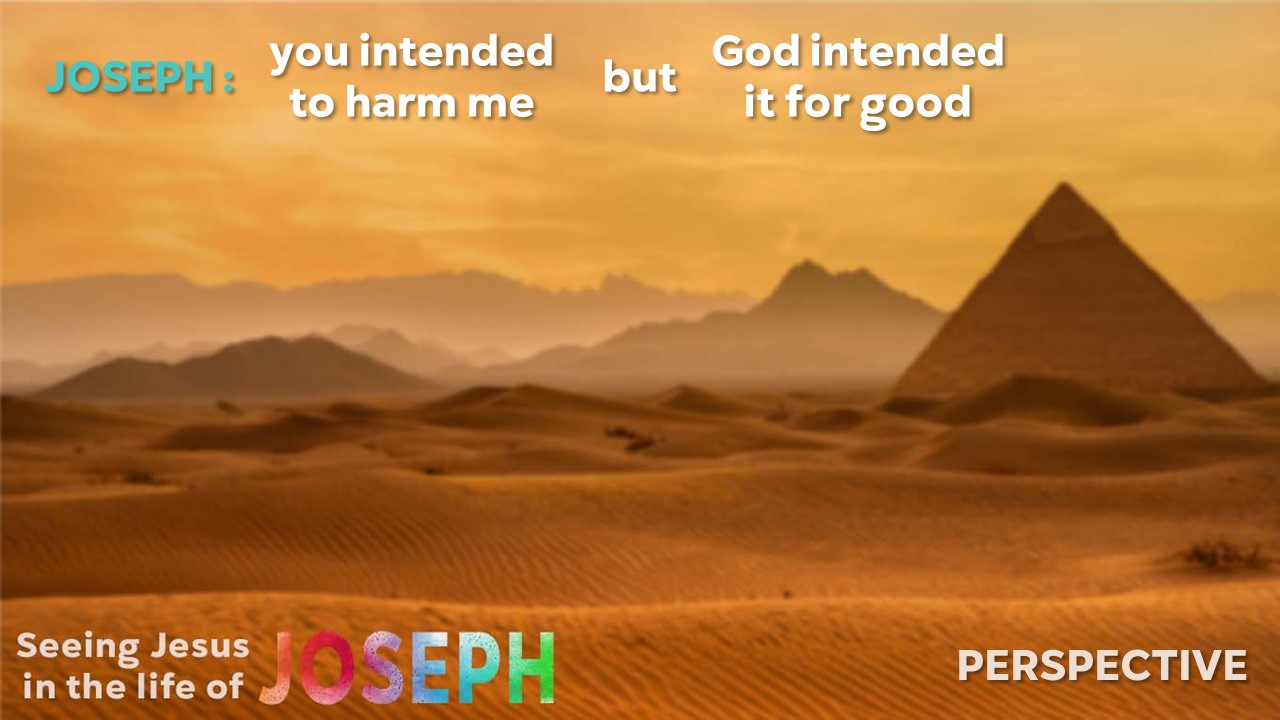 JOSEPH :
you intended
to harm me
but
God intended
it for good
Seeing Jesus
in the life of
JOSEPH
PERSPECTIVE